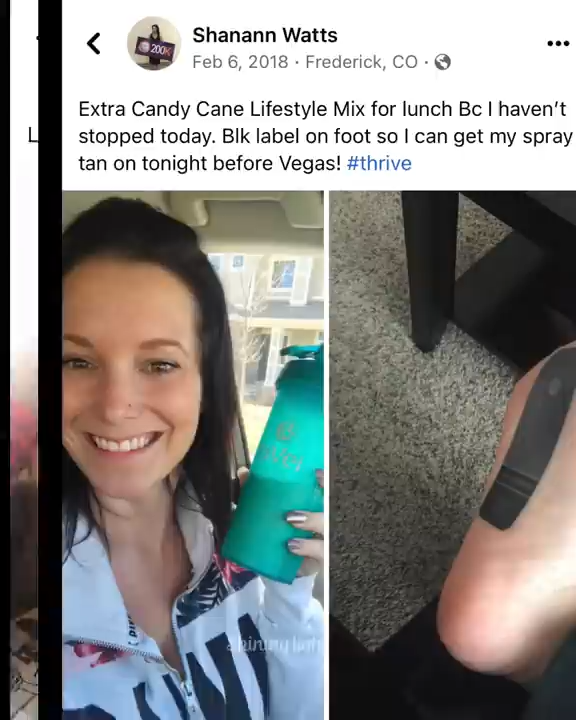 Shanann Watts
Feb 6, 2018 · Frederick, CO ·
Extra Candy Cane Lifestyle Mix for lunch Bc I haven't
stopped today. Blk label on foot so I can get my spray
tan on tonight before Vegas! #thrive
200K
L